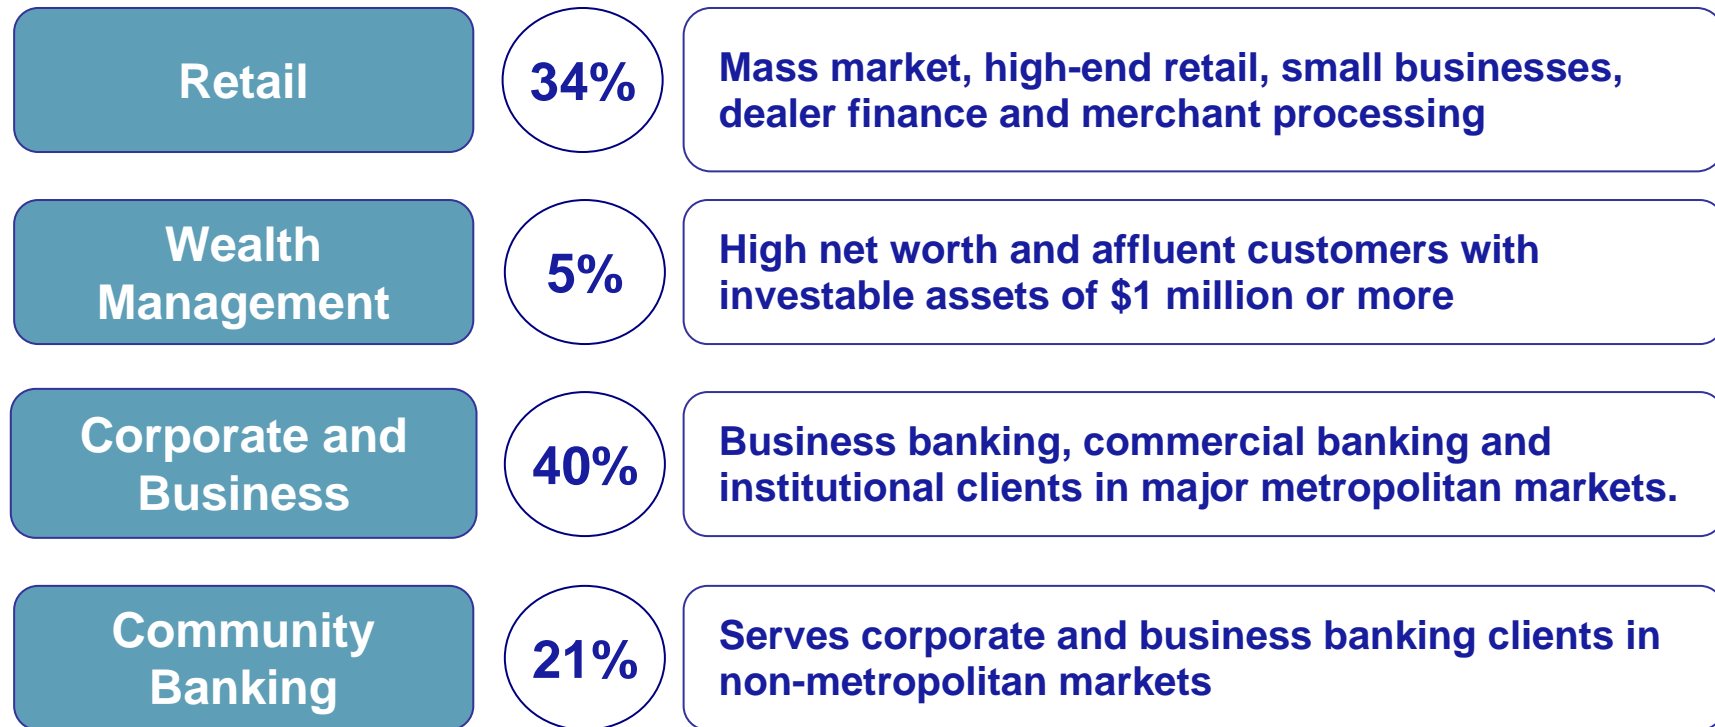 Retail
34%
Mass market, high-end retail, small businesses,
dealer finance and merchant processing
Wealth
Management
5%
High net worth and affluent customers with
investable assets of $1 million or more
Corporate and
Business
40%
Business banking, commercial banking and
institutional clients in major metropolitan markets.
Community
Banking
21%
Serves corporate and business banking clients in
non-metropolitan markets